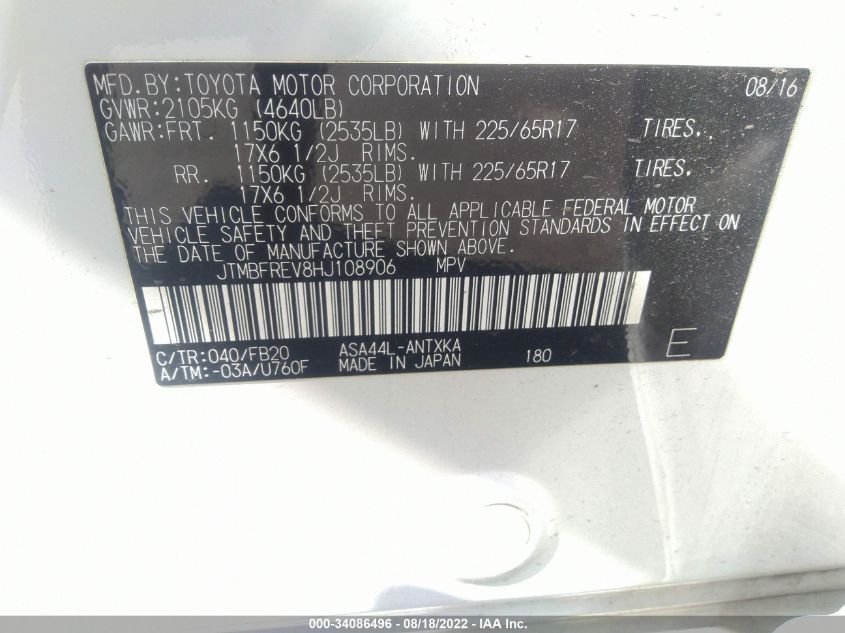 MFD.BY:TOYOTA MOTOR CORPORATION 08/16
GVWR:2105KG (4640LB)
GAWR:FRT. 1150KG (2535LB) WITH 225/65R17 TIRES.
17X6 1/2J RIMS.
RR. 1150KG (2535LB) WITH 225/65R17 TIRES.
17X6 1/2J RIMS.
THIS VEHICLE CONFORMS TO ALL APPLICABLE FEDERAL MOTOR
VEHICLE SAFETY AND THEFT PREVENTION STANDARDS IN EFFECT ON
THE DATE OF MANUFACTURE SHOWN ABOVE.
JTMBFREV8HJ108906 MPV
C/TR:040/FB20 ASA44L-ANTXKA 180 E
A/TM:-03A/U760F MADE IN JAPAN
000-34086496 - 08/18/2022 - IAA Inc.